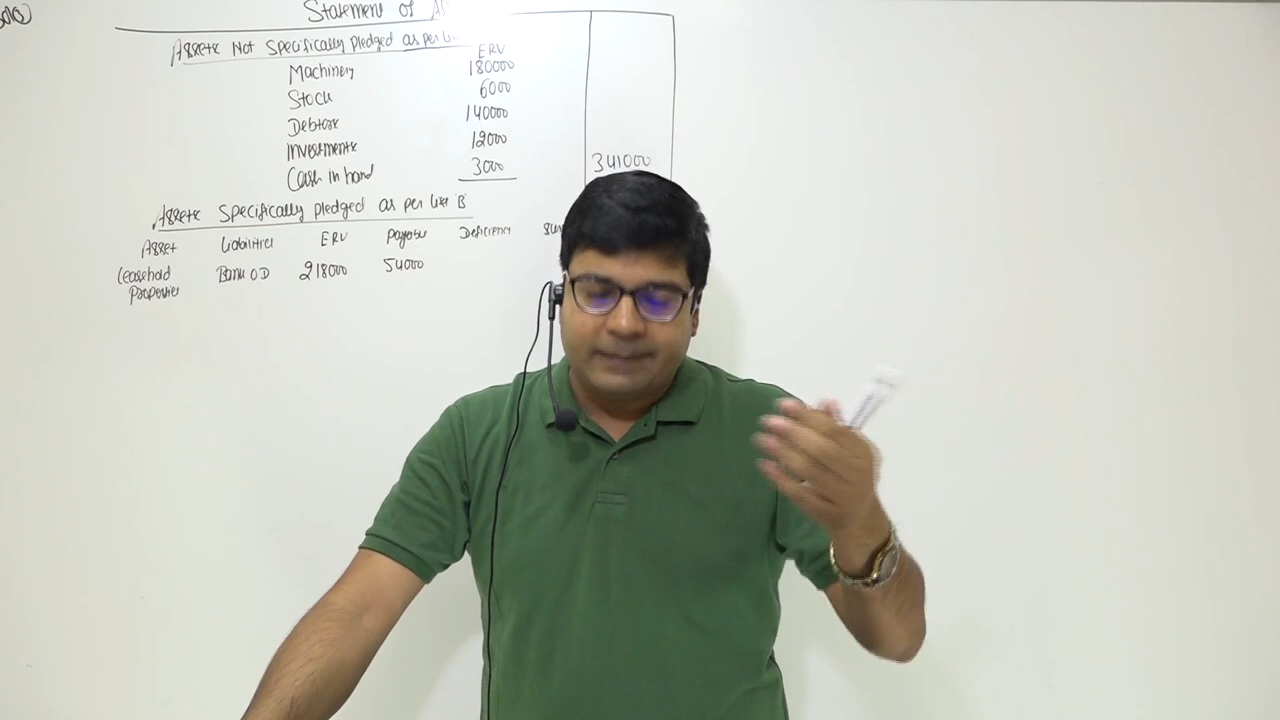 Statement of
Assets Not Specifically Pledged as per
ERV
Machinery 180000
Stock 6000
Debtors 140000
Investments 12000
Cash in hand 3000 341000
Assets Specifically pledged as per List 'B'
Asset Liabilities ERV Payable Deficiency
Leasehold Bank OD 218000 54000
Properties